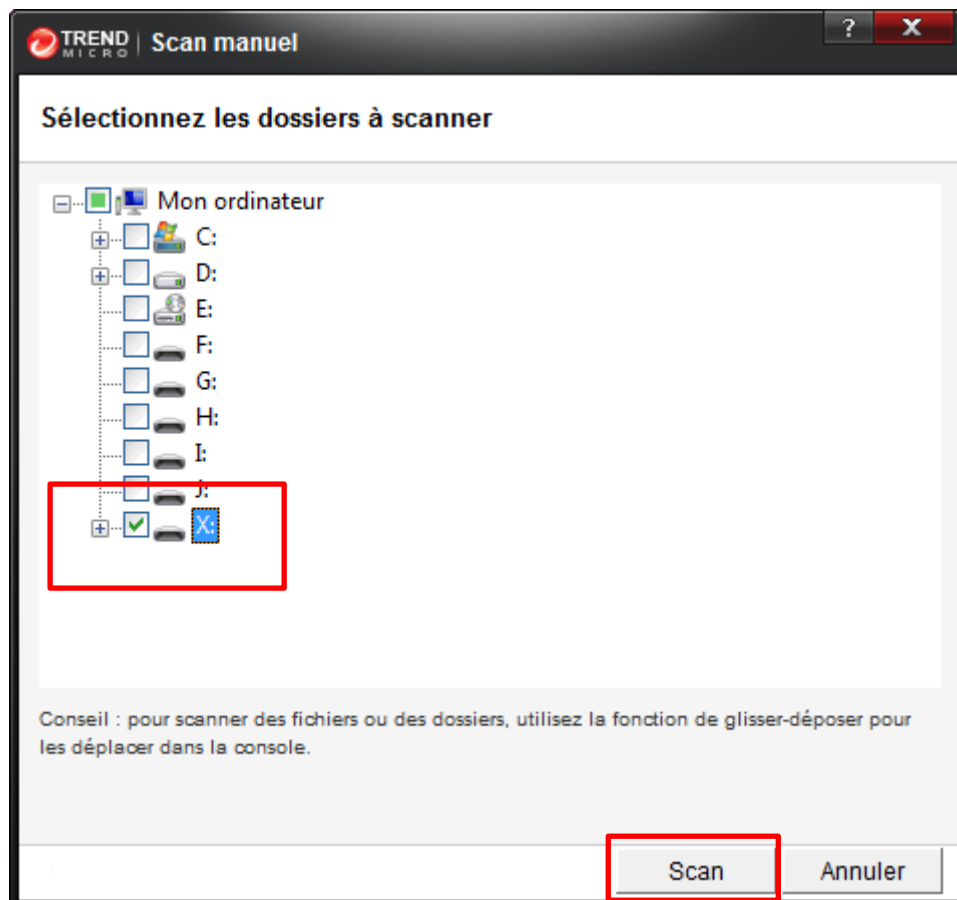 TREND MICRO | Scan manuel
? X
Sélectionnez les dossiers à scanner
Mon ordinateur
C:
D:
E:
F:
G:
H:
I:
J:
X:
Conseil : pour scanner des fichiers ou des dossiers, utilisez la fonction de glisser-déposer pour
les déplacer dans la console.
Scan Annuler